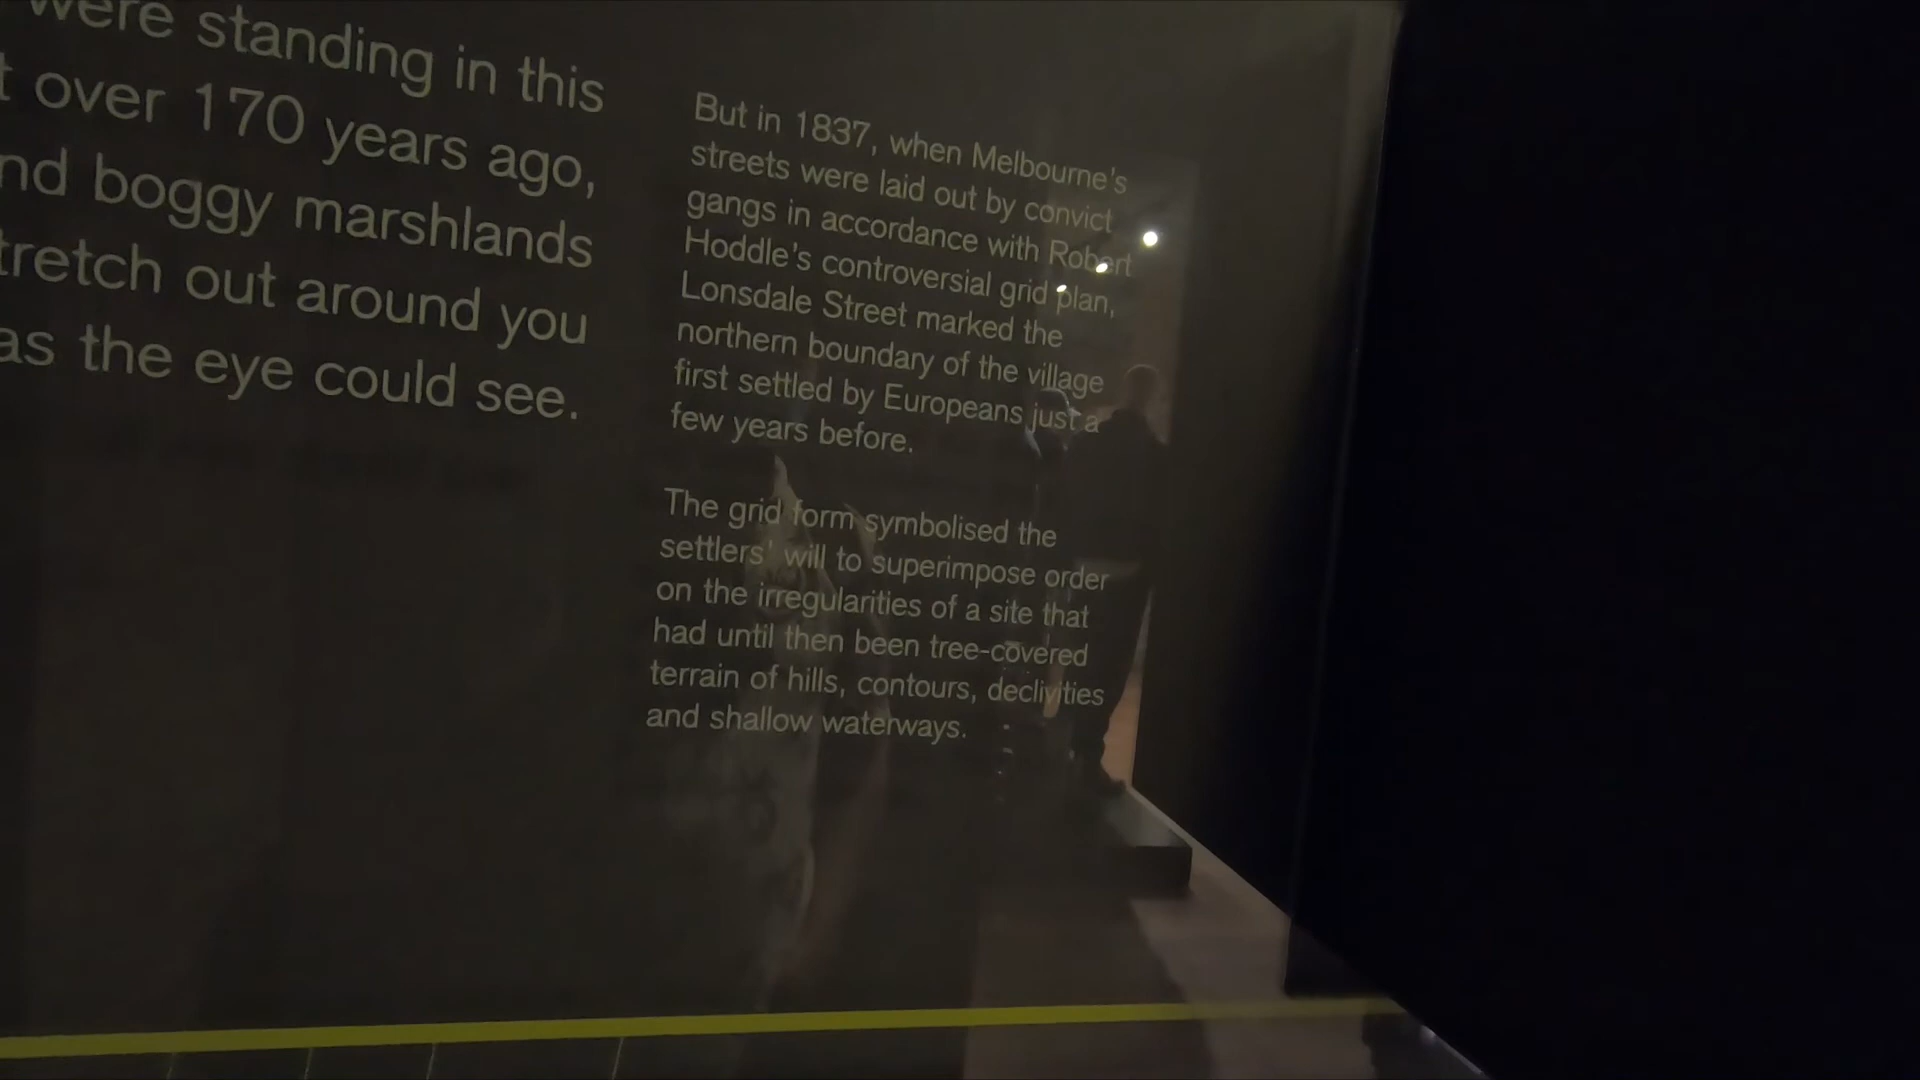 were standing in this
over 170 years ago,
boggy marshlands
out around you
as the eye could see.
But in 1837, when Melbourne's
streets were laid out by convict
gangs in accordance with Robert
Hoddle's controversial grid plan,
Lonsdale Street marked the
northern boundary of the village
first settled by Europeans just a
few years before.
The grid form symbolised the
settlers' will to superimpose order
on the irregularities of a site that
had until then been tree-covered
terrain of hills, contours, declivities
and shallow waterways.